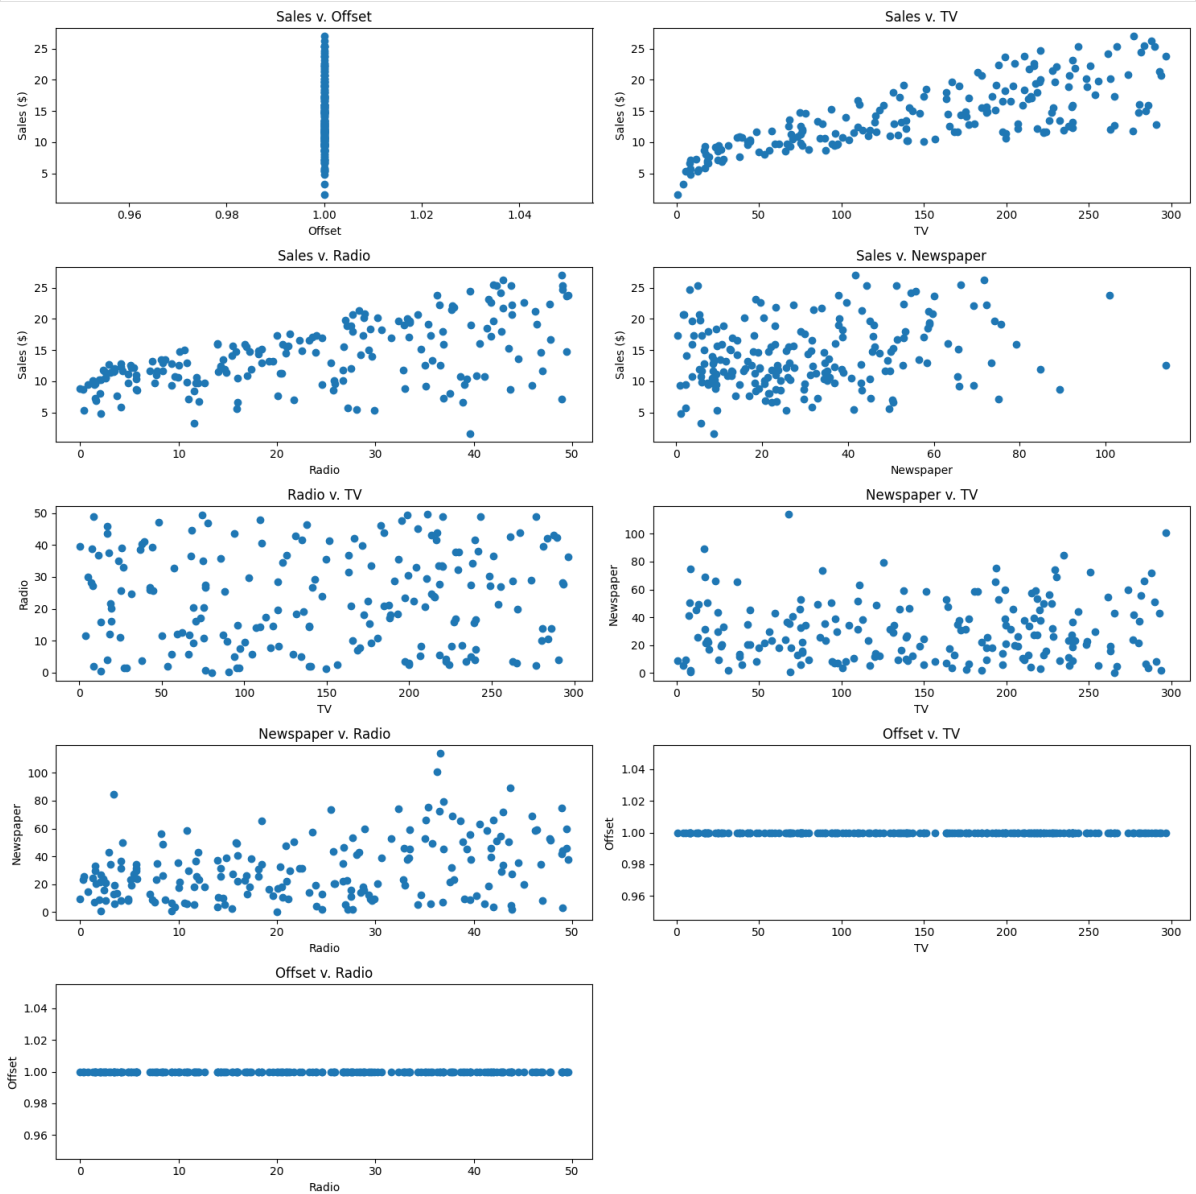 Sales v. Offset
Sales ($)
25
20
15
10
5
0.96 0.98 1.00 1.02 1.04
Offset
Sales v. TV
Sales ($)
25
20
15
10
5
0 50 100 150 200 250 300
TV
Sales v. Radio
Sales ($)
25
20
15
10
5
0 10 20 30 40 50
Radio
Sales v. Newspaper
Sales ($)
25
20
15
10
5
0 20 40 60 80 100
Newspaper
Radio v. TV
Radio
50
40
30
20
10
0
0 50 100 150 200 250 300
TV
Newspaper v. TV
Newspaper
100
80
60
40
20
0
0 50 100 150 200 250 300
TV
Newspaper v. Radio
Newspaper
100
80
60
40
20
0
0 10 20 30 40 50
Radio
Offset v. TV
Offset
1.04
1.02
1.00
0.98
0.96
0 50 100 150 200 250 300
TV
Offset v. Radio
Offset
1.04
1.02
1.00
0.98
0.96
0 10 20 30 40 50
Radio